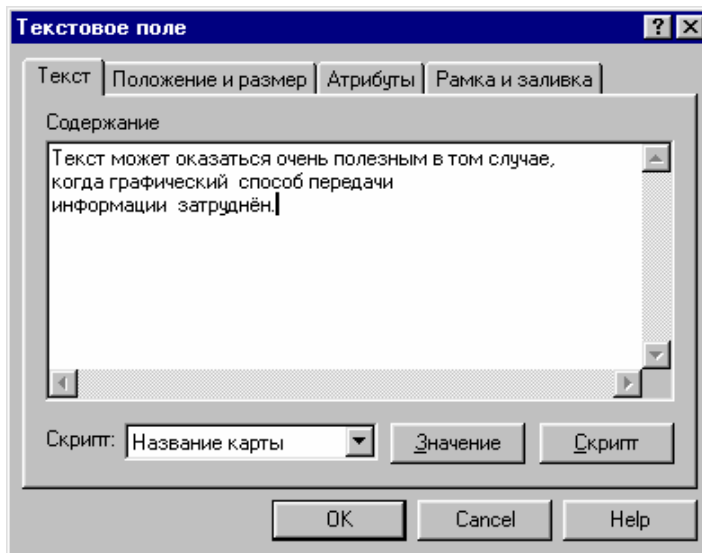 Текстовое поле
Текст Положение и размер Атрибуты Рамка и заливка
Содержание
Текст может оказаться очень полезным в том случае,
когда графический  способ передачи
информации  затруднён.
Скрипт: Название карты Значение Скрипт
OK Cancel Help